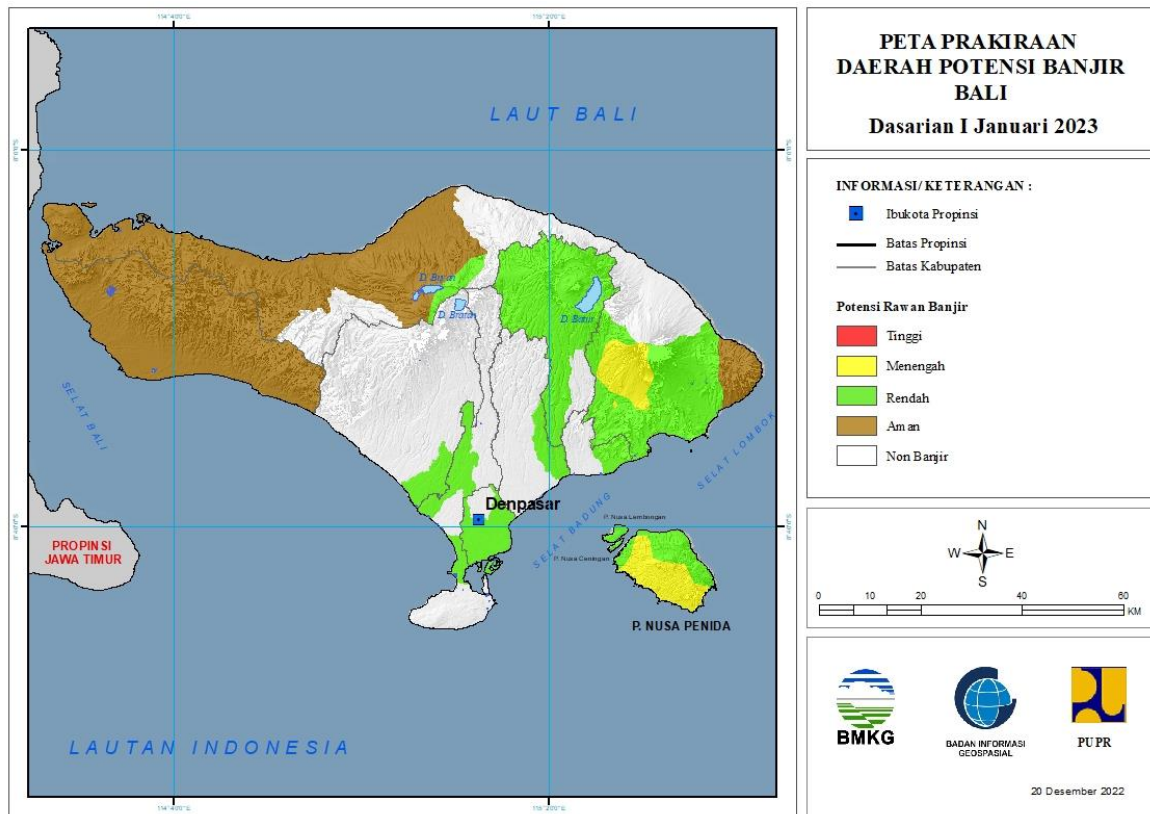 PETA PRAKIRAAN
DAERAH POTENSI BANJIR
BALI
Dasarian I Januari 2023
INFORMASI/ KETERANGAN :
Ibukota Propinsi
Batas Propinsi
Batas Kabupaten
Potensi Rawan Banjir
Tinggi
Menengah
Rendah
Aman
Non Banjir
N
W E
S
0 10 20 40 60
KM
BMKG
BADAN INFORMASI
GEOSPASIAL
PUPR
20 Desember 2022
LAUT BALI
D. Buyan
D. Bratan
D. Batur
SELAT BALI
SELAT LOMBOK
Denpasar
SELAT BADUNG
P. Nusa Lembongan
P. Nusa Ceningan
PROPINSI
JAWA TIMUR
P. NUSA PENIDA
LAUTAN INDONESIA